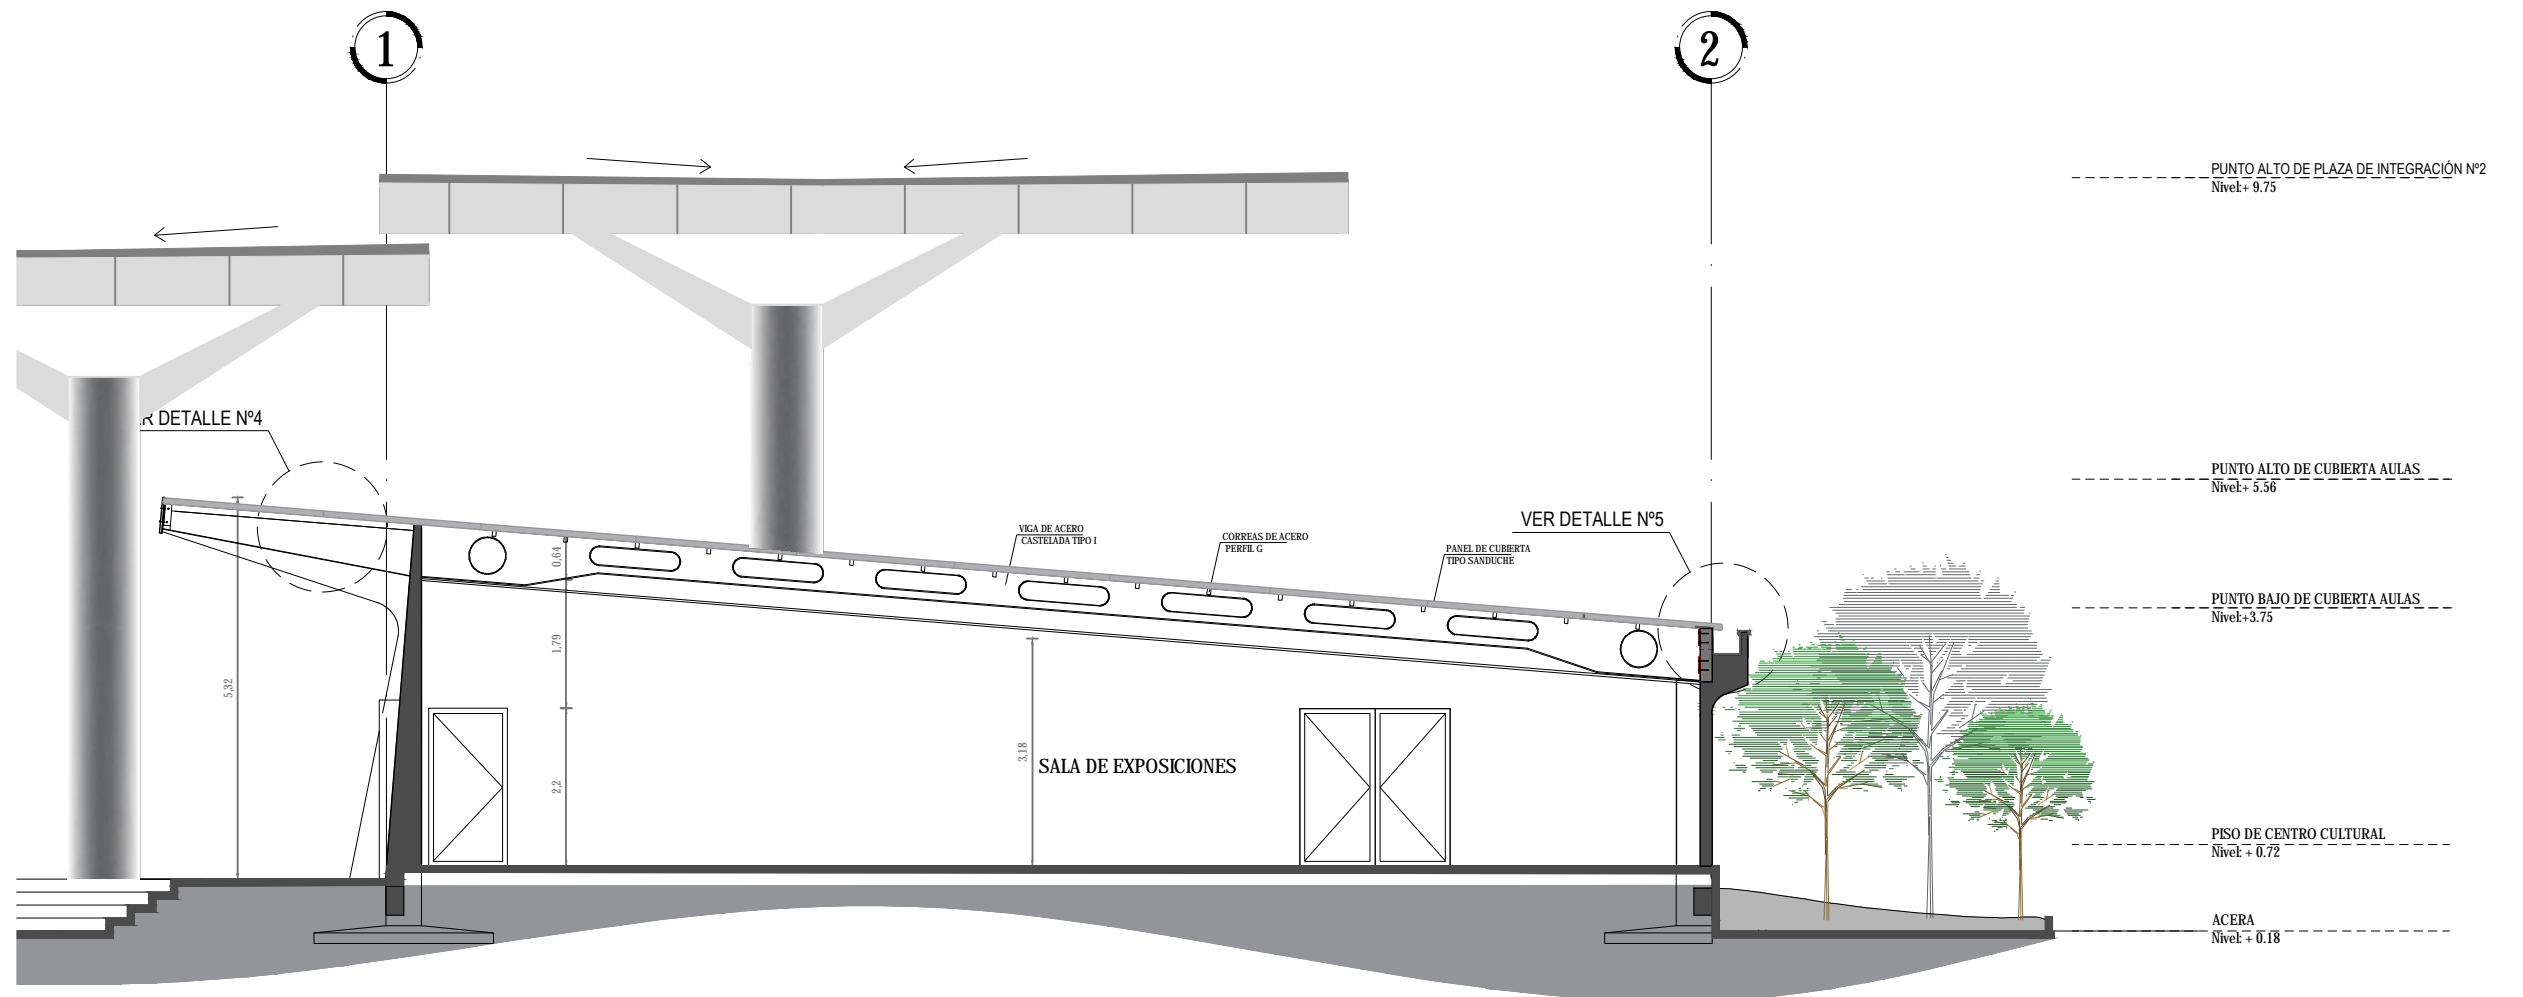 1
2
PUNTO ALTO DE PLAZA DE INTEGRACIÓN Nº2
Nivel:+ 9.75
R DETALLE Nº4
PUNTO ALTO DE CUBIERTA AULAS
Nivel:+ 5.56
VER DETALLE Nº5
VIGA DE ACERO
CASTELADA TIPO I
CORREAS DE ACERO
PERFIL G
PANEL DE CUBIERTA
TIPO SANDUCHE
0,64
PUNTO BAJO DE CUBIERTA AULAS
Nivel:+3.75
1,79
5,32
3,18
SALA DE EXPOSICIONES
2,2
PISO DE CENTRO CULTURAL
Nivel: + 0.72
ACERA
Nivel: + 0.18